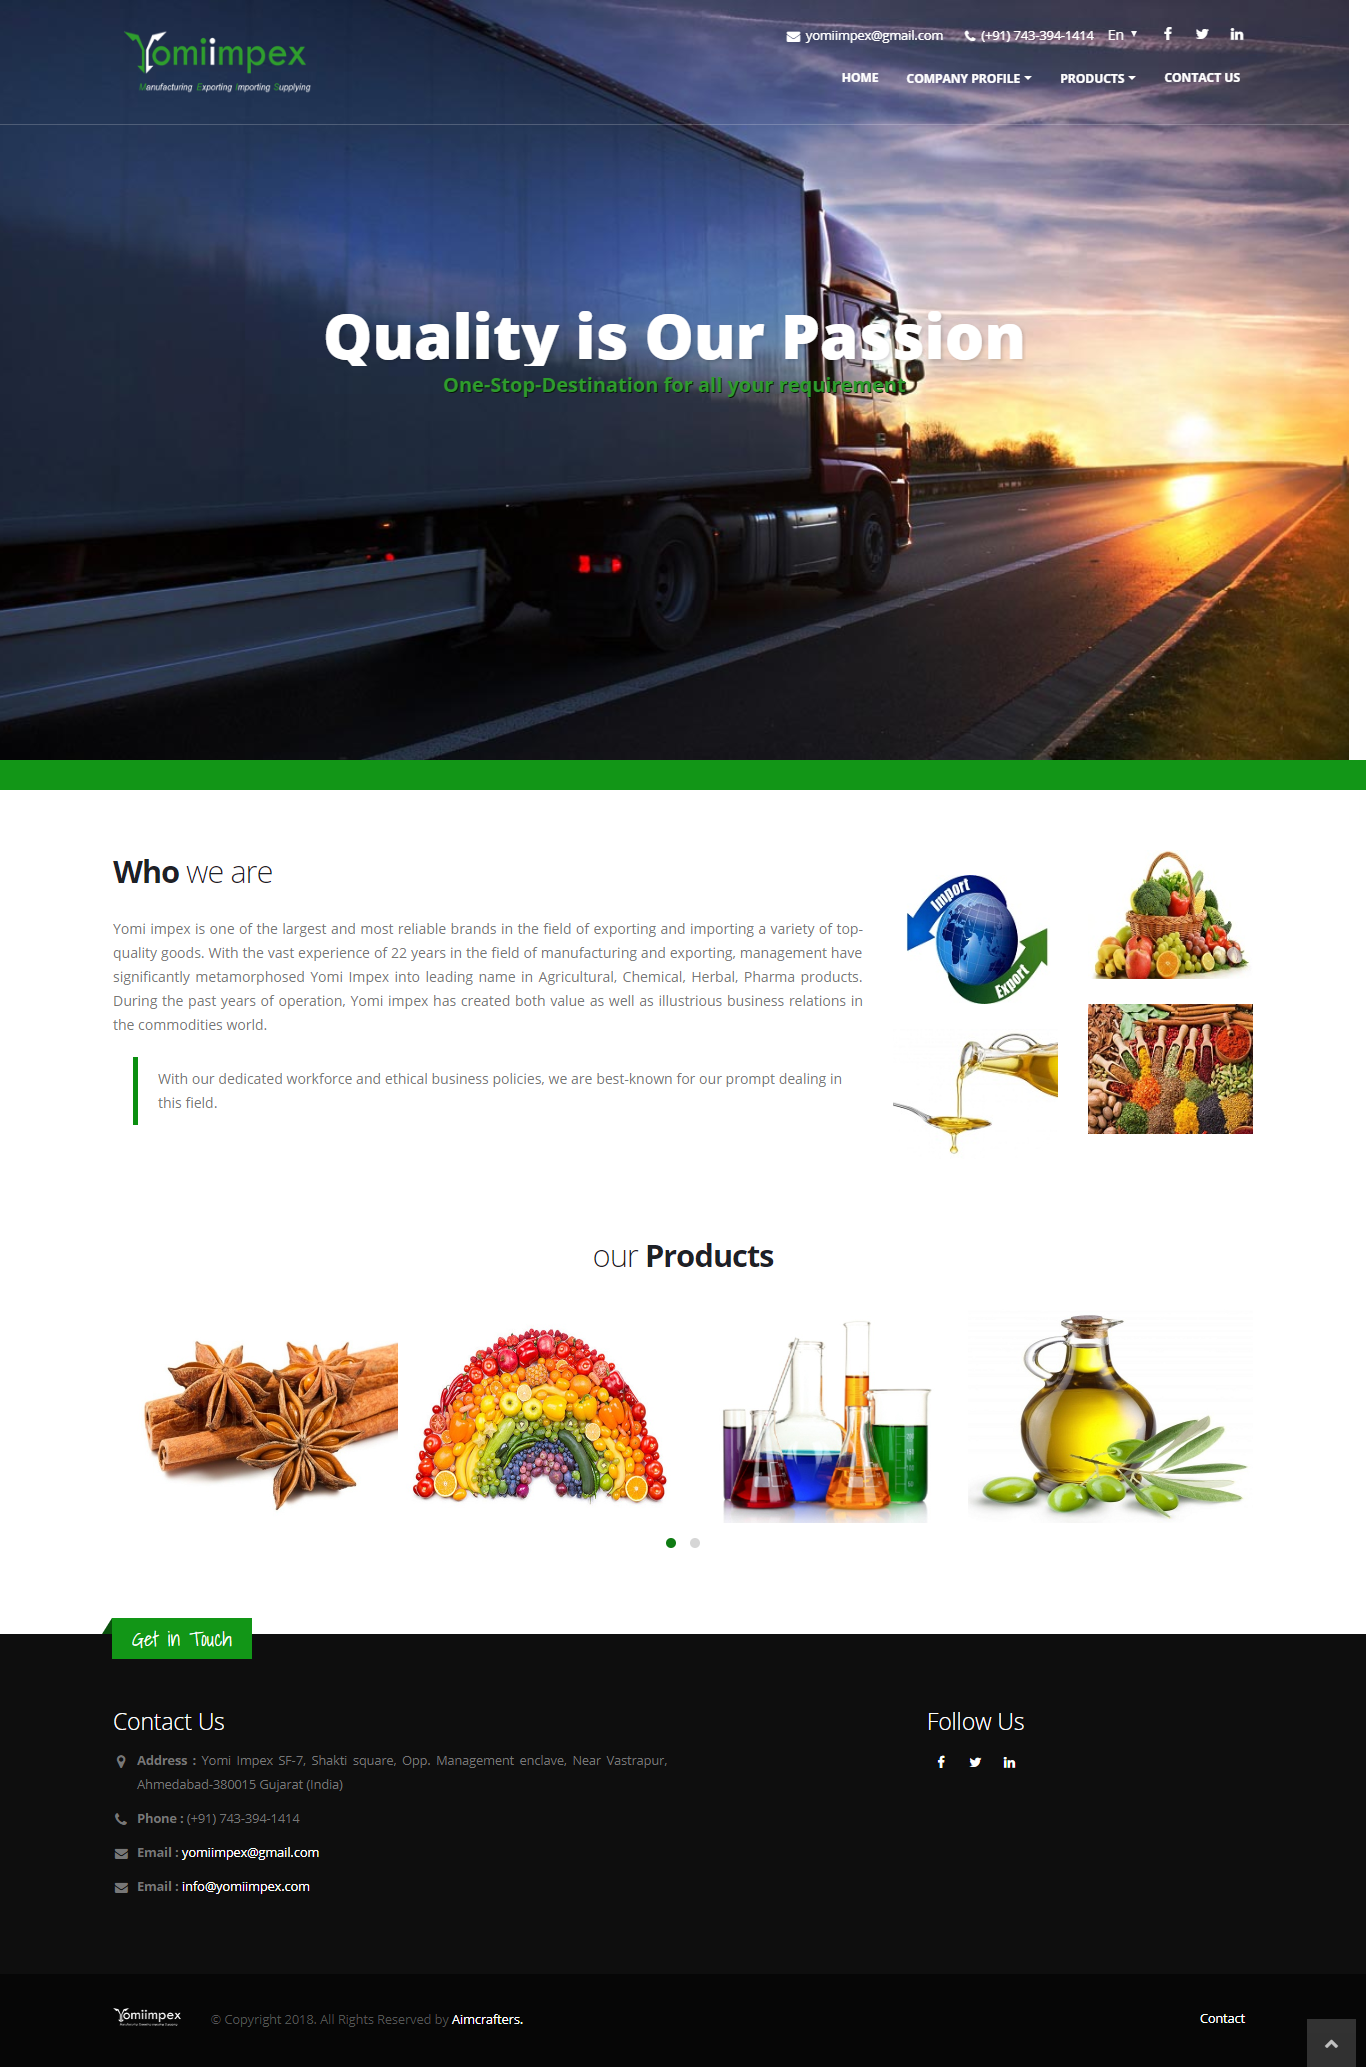 Yomiimpex
Manufacturing Exporting Importing Supplying
yomiimpex@gmail.com
(+91) 743-394-1414
En
HOME
COMPANY PROFILE
PRODUCTS
CONTACT US
Quality is Our Passion
One-Stop-Destination for all your requirement
Who we are
Yomi impex is one of the largest and most reliable brands in the field of exporting and importing a variety of top-
quality goods. With the vast experience of 22 years in the field of manufacturing and exporting, management have
significantly metamorphosed Yomi Impex into leading name in Agricultural, Chemical, Herbal, Pharma products.
During the past years of operation, Yomi impex has created both value as well as illustrious business relations in
the commodities world.
With our dedicated workforce and ethical business policies, we are best-known for our prompt dealing in
this field.
Import
Export
our Products
Get in Touch
Contact Us
Address : Yomi Impex SF-7, Shakti square, Opp. Management enclave, Near Vastrapur,
Ahmedabad-380015 Gujarat (India)
Phone : (+91) 743-394-1414
Email : yomiimpex@gmail.com
Email : info@yomiimpex.com
Follow Us
Yomiimpex
© Copyright 2018. All Rights Reserved by Aimcrafters.
Contact